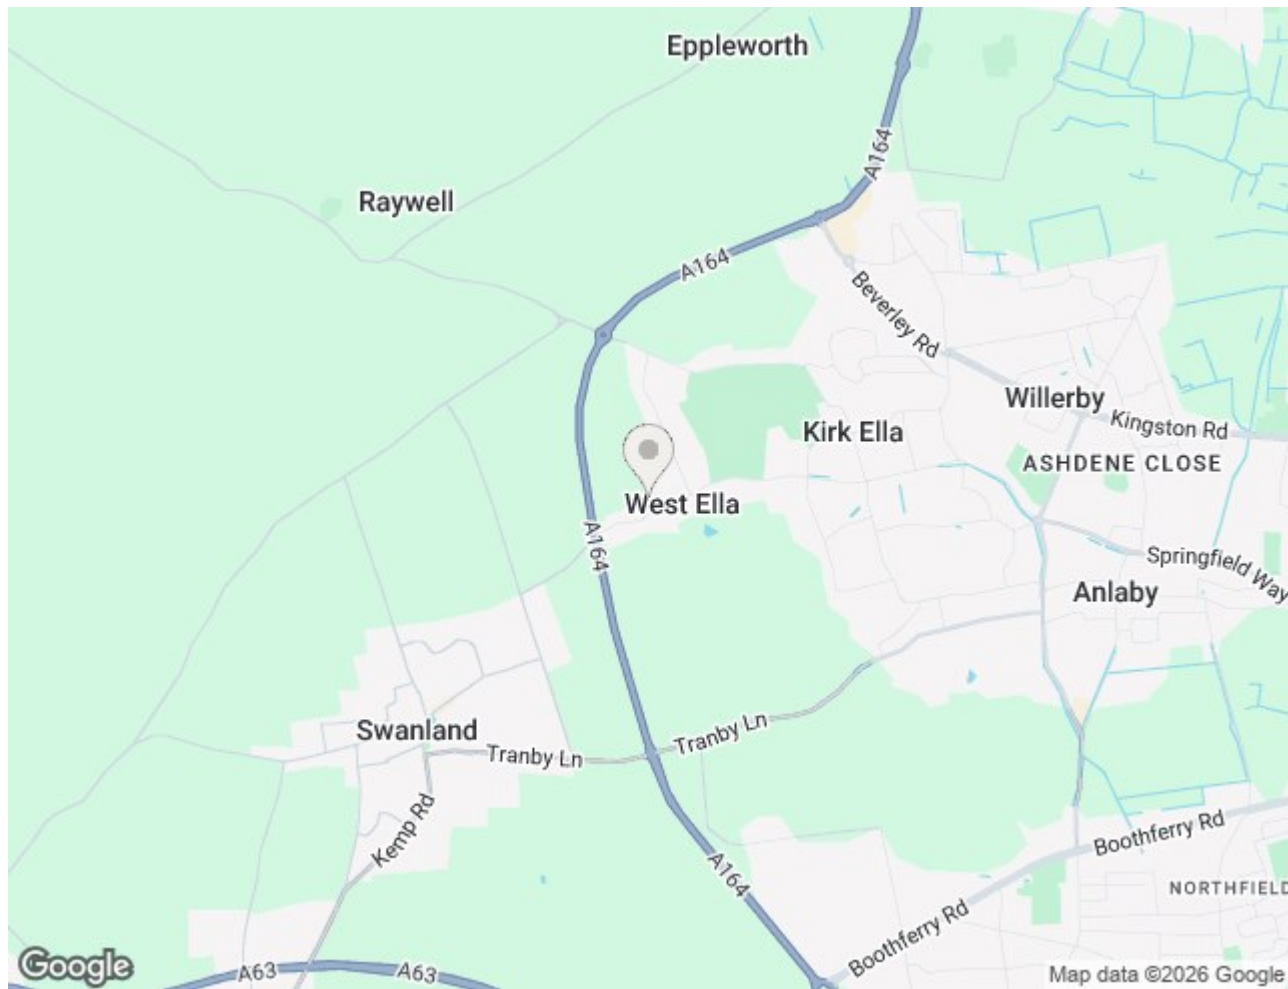 Eppleworth
A164
Raywell
A164
Beverley Rd
Willerby
Kingston Rd
Kirk Ella
ASHDENE CLOSE
West Ella
A164
Springfield Way
Anlaby
Swanland
Tranby Ln
Tranby Ln
Kemp Rd
Boothferry Rd
A164
NORTHFIELD
Boothferry Rd
A63
A63
Google
Map data ©2026 Google